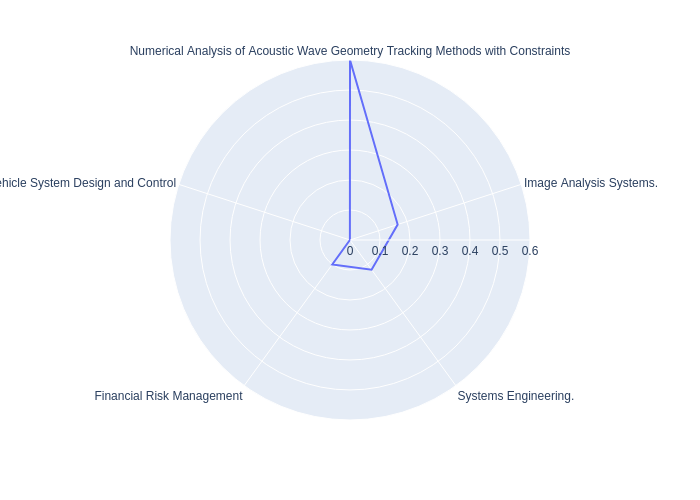 Numerical Analysis of Acoustic Wave Geometry Tracking Methods with Constraints
System Design and Control
Image Analysis Systems.
0 0.1 0.2 0.3 0.4 0.5 0.6
Financial Risk Management
Systems Engineering.